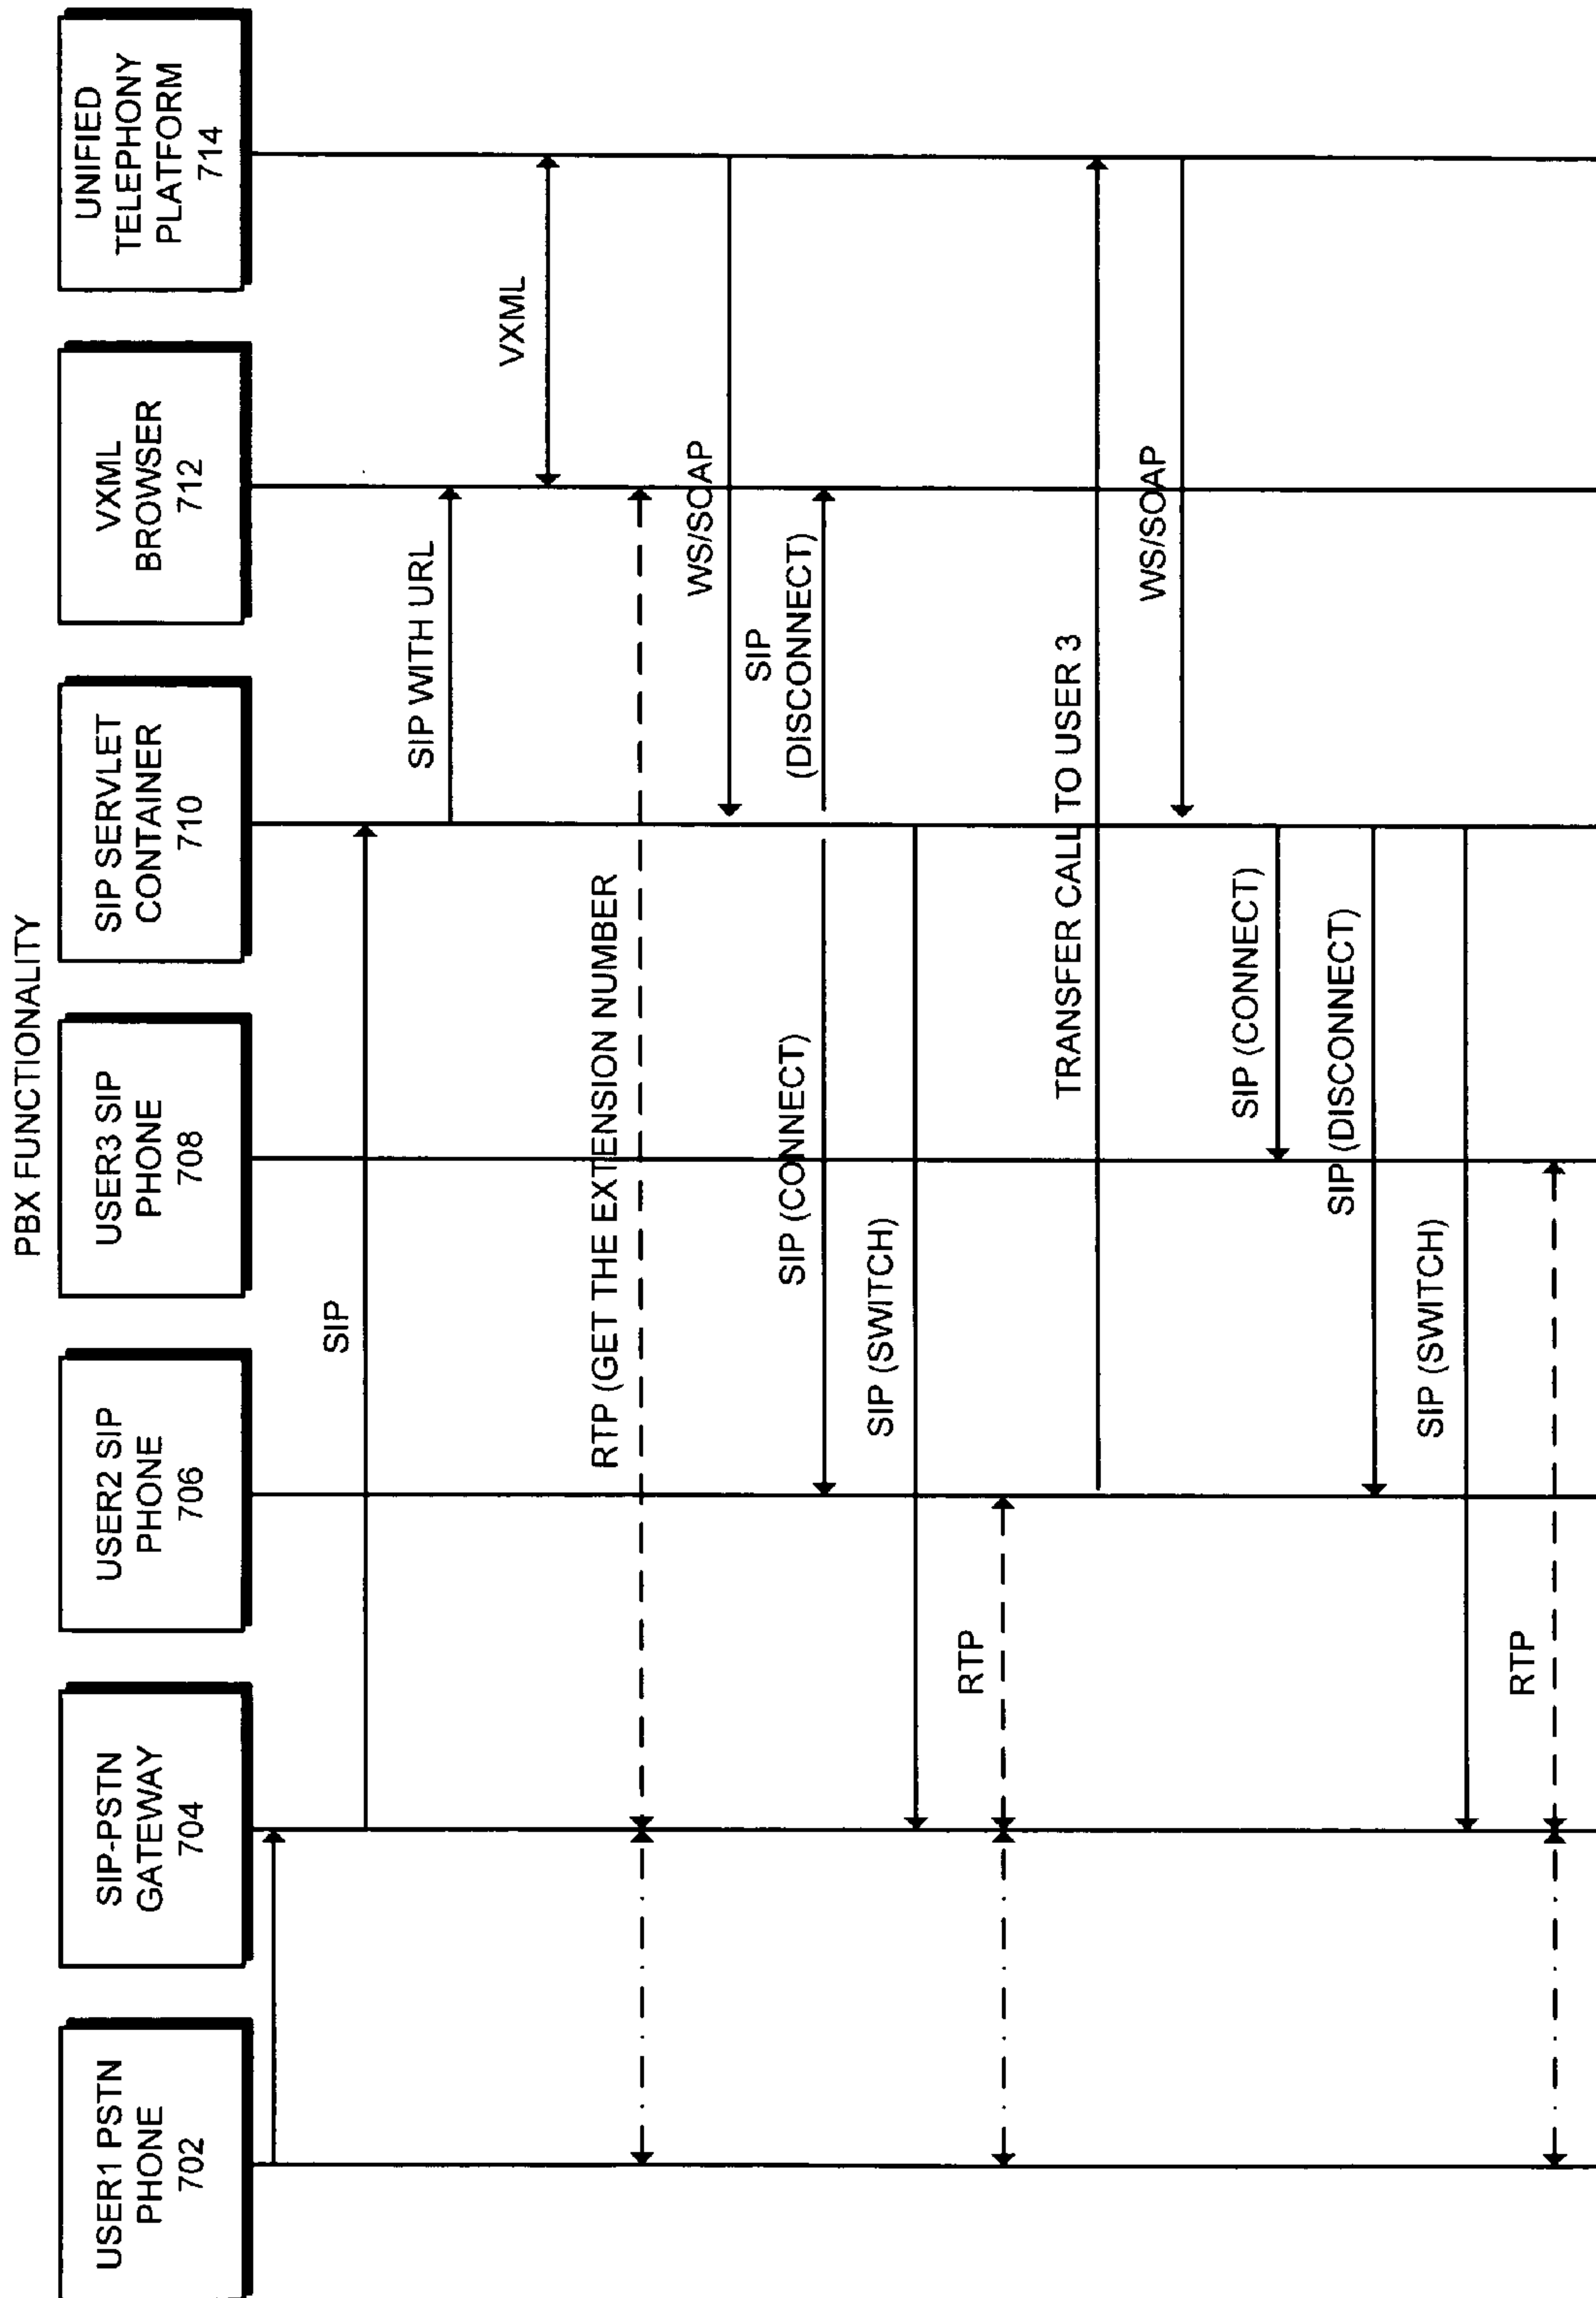 PBX FUNCTIONALITY
USER1 PSTN
PHONE
702
SIP-PSTN
GATEWAY
704
USER2 SIP
PHONE
706
USER3 SIP
PHONE
708
SIP SERVLET
CONTAINER
710
VXML
BROWSER
712
UNIFIED
TELEPHONY
PLATFORM
714
SIP
SIP WITH URL
VXML
RTP (GET THE EXTENSION NUMBER
WS/SOAP
SIP
(DISCONNECT)
SIP (CONNECT)
SIP (SWITCH)
RTP
TRANSFER CALL TO USER 3
WS/SOAP
SIP (CONNECT)
SIP (DISCONNECT)
SIP (SWITCH)
RTP